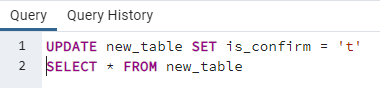 Query Query History
1 UPDATE new_table SET is_confirm = 't'
2 SELECT * FROM new_table